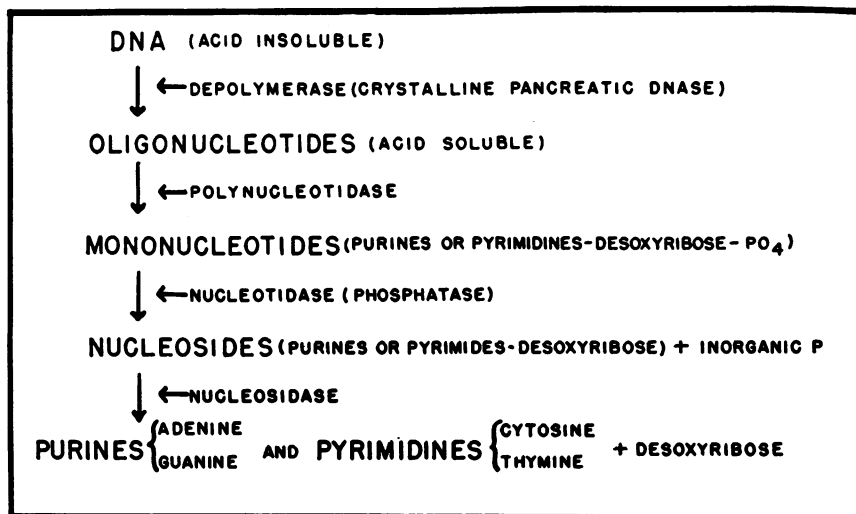 DNA (ACID INSOLUBLE)
←DEPOLYMERASE (CRYSTALLINE PANCREATIC DNASE)
OLIGONUCLEOTIDES (ACID SOLUBLE)
←POLYNUCLEOTIDASE
MONONUCLEOTIDES (PURINES OR PYRIMIDINES-DESOXYRIBOSE-PO4)
←NUCLEOTIDASE (PHOSPHATASE)
NUCLEOSIDES (PURINES OR PYRIMIDES-DESOXYRIBOSE) + INORGANIC P
←NUCLEOSIDASE
PURINES { ADENINE GUANINE AND PYRIMIDINES { CYTOSINE THYMINE + DESOXYRIBOSE